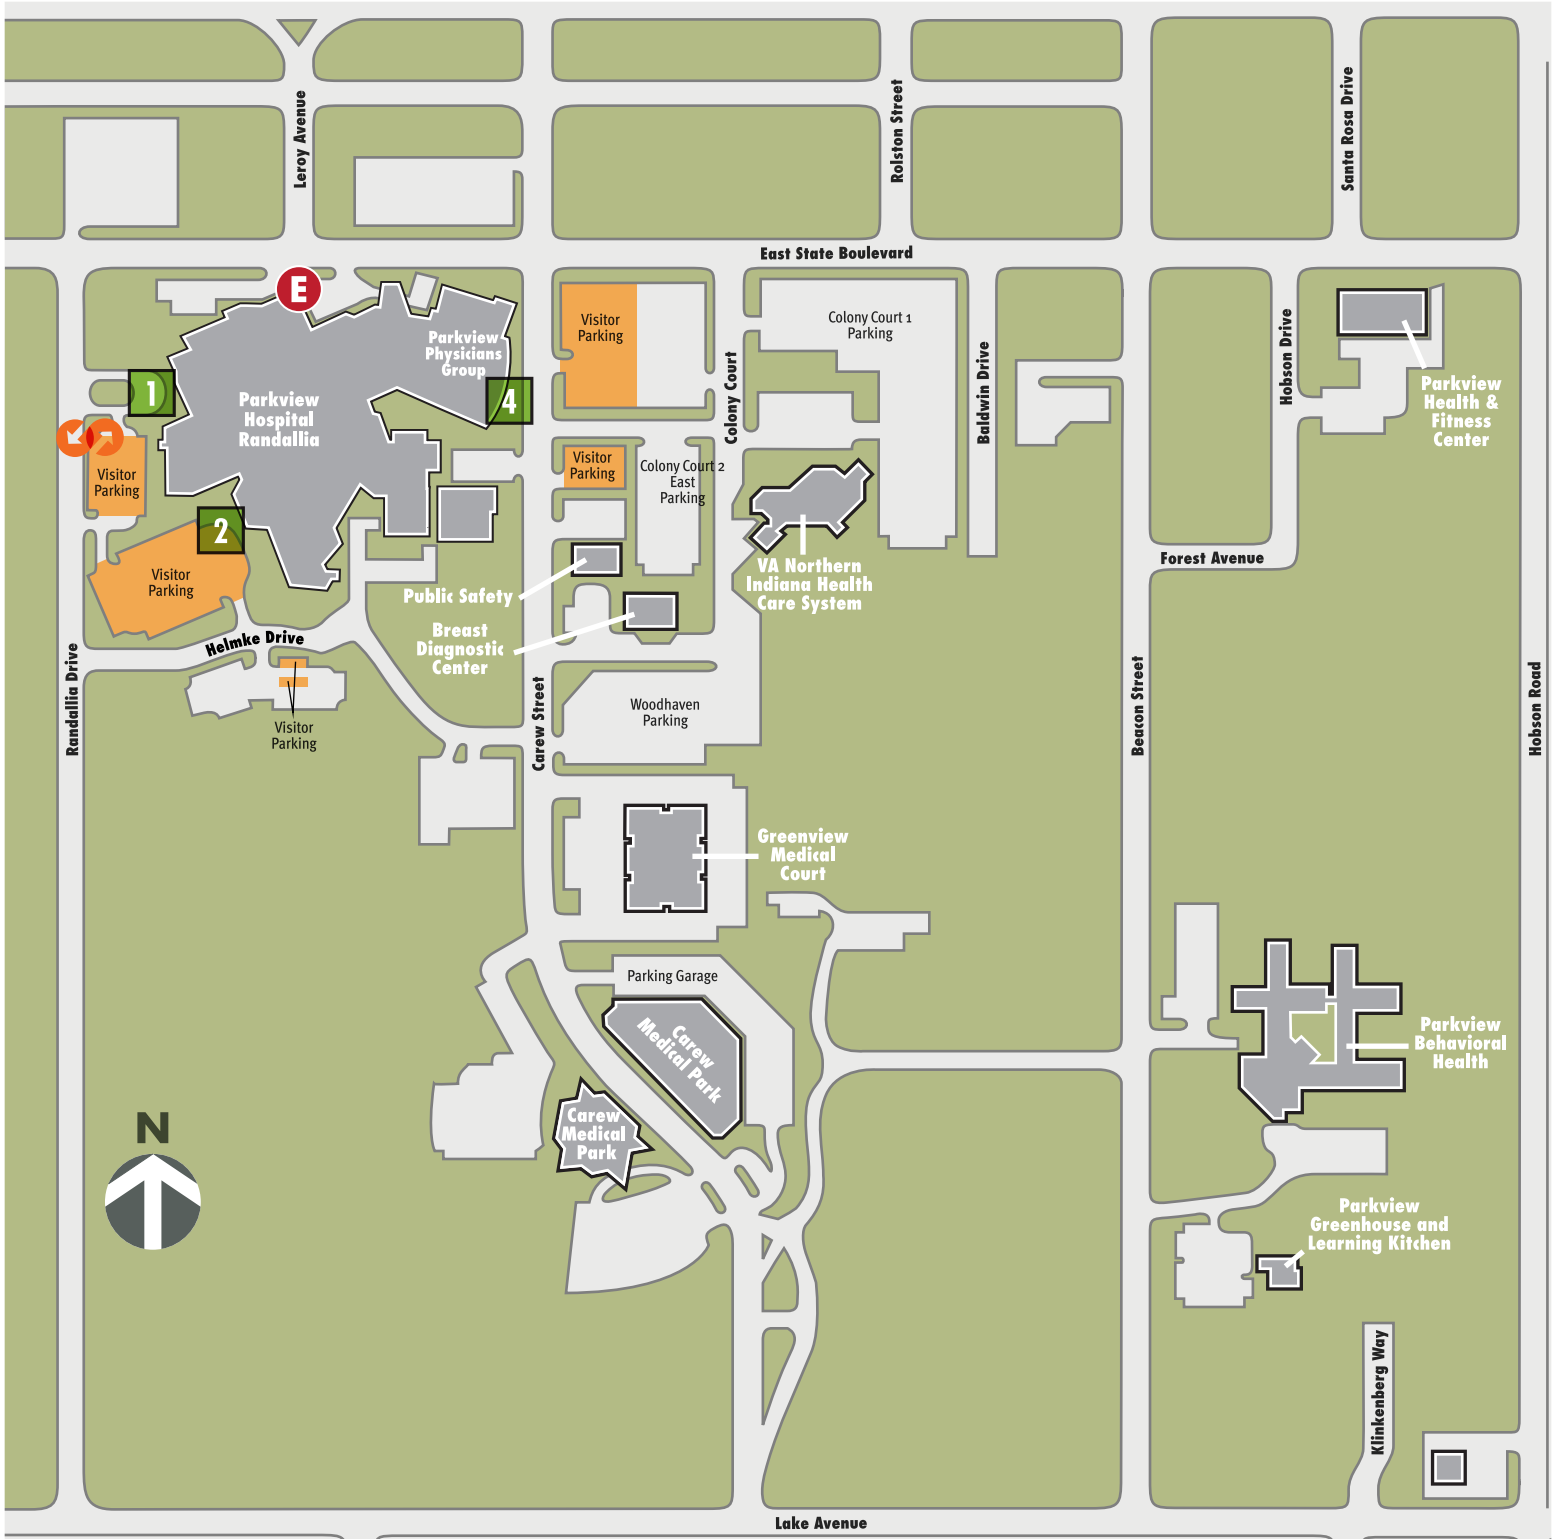 Leroy Avenue
Rolston Street
Santa Rosa Drive
East State Boulevard
E
Parkview
Physicians
Group
1
4
Parkview
Hospital
Randallia
Visitor
Parking
2
Visitor
Parking
Visitor
Parking
Visitor
Parking
Colony Court 2
East
Parking
Colony Court
Colony Court 1
Parking
Baldwin Drive
Hobson Drive
Parkview
Health &
Fitness
Center
Forest Avenue
VA Northern
Indiana Health
Care System
Public Safety
Breast
Diagnostic
Center
Helmke Drive
Randallia Drive
Visitor
Parking
Carew Street
Woodhaven
Parking
Beacon Street
Hobson Road
Greenview
Medical
Court
Parking Garage
Carew
Medical Park
Carew
Medical
Park
Parkview
Behavioral
Health
N
Parkview
Greenhouse and
Learning Kitchen
Klinkenberg Way
Lake Avenue